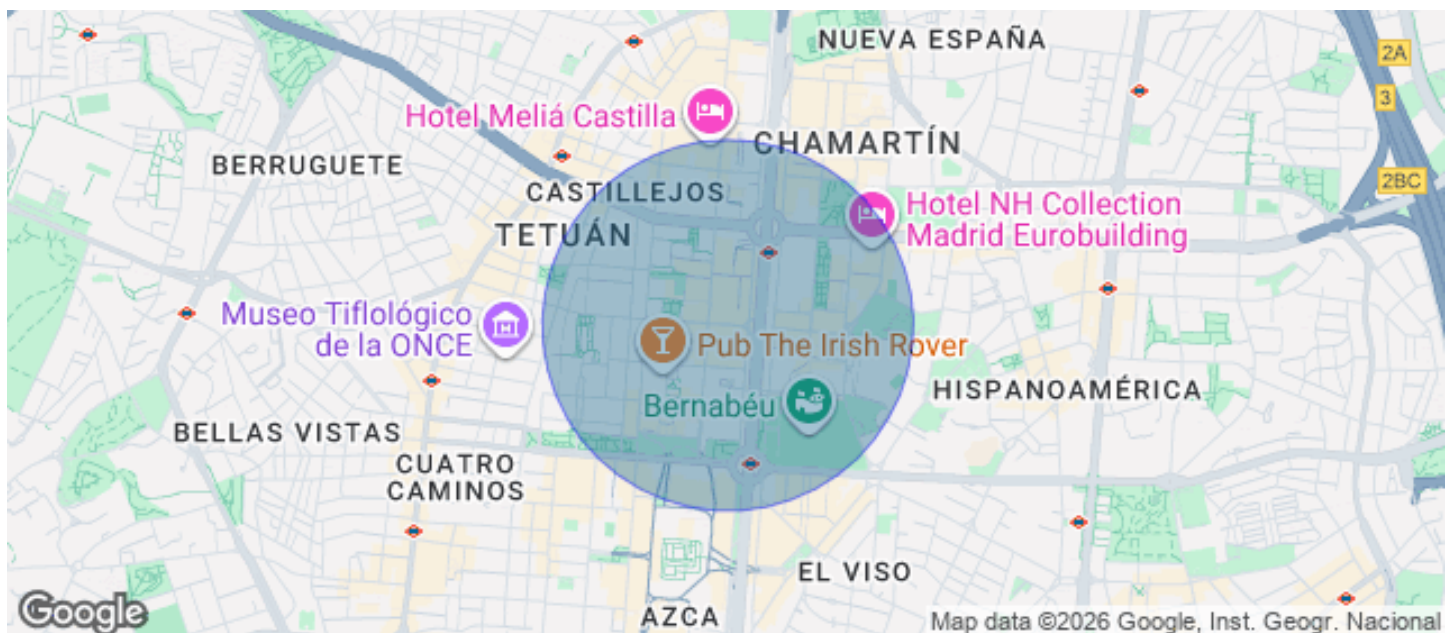 NUEVA ESPAÑA
2A
3
Hotel Meliá Castilla
CHAMARTÍN
BERRUGUETE
2BC
CASTILLEJOS
Hotel NH Collection
Madrid Eurobuilding
TETUÁN
Museo Tiflológico
de la ONCE
Pub The Irish Rover
HISPANOAMÉRICA
Bernabéu
BELLAS VISTAS
CUATRO
CAMINOS
EL VISO
AZCA
Google
Map data ©2026 Google, Inst. Geogr. Nacional